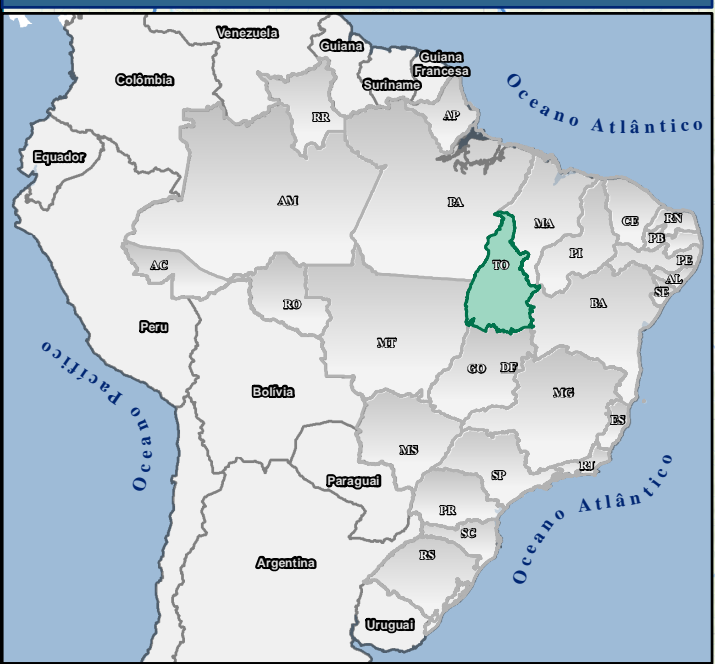 Venezuela
Guiana
Guiana
Francesa
Suriname
Colômbia
Oceano Atlântico
RR
AP
Equador
AM
PA
MA
CE
RN
PB
PI
PE
TO
AC
AL
SE
RO
BA
Peru
MT
GO
DF
Oceano Pacífico
Bolívia
MG
ES
MS
RJ
SP
Paraguai
Oceano Atlântico
PR
SC
RS
Argentina
Uruguai